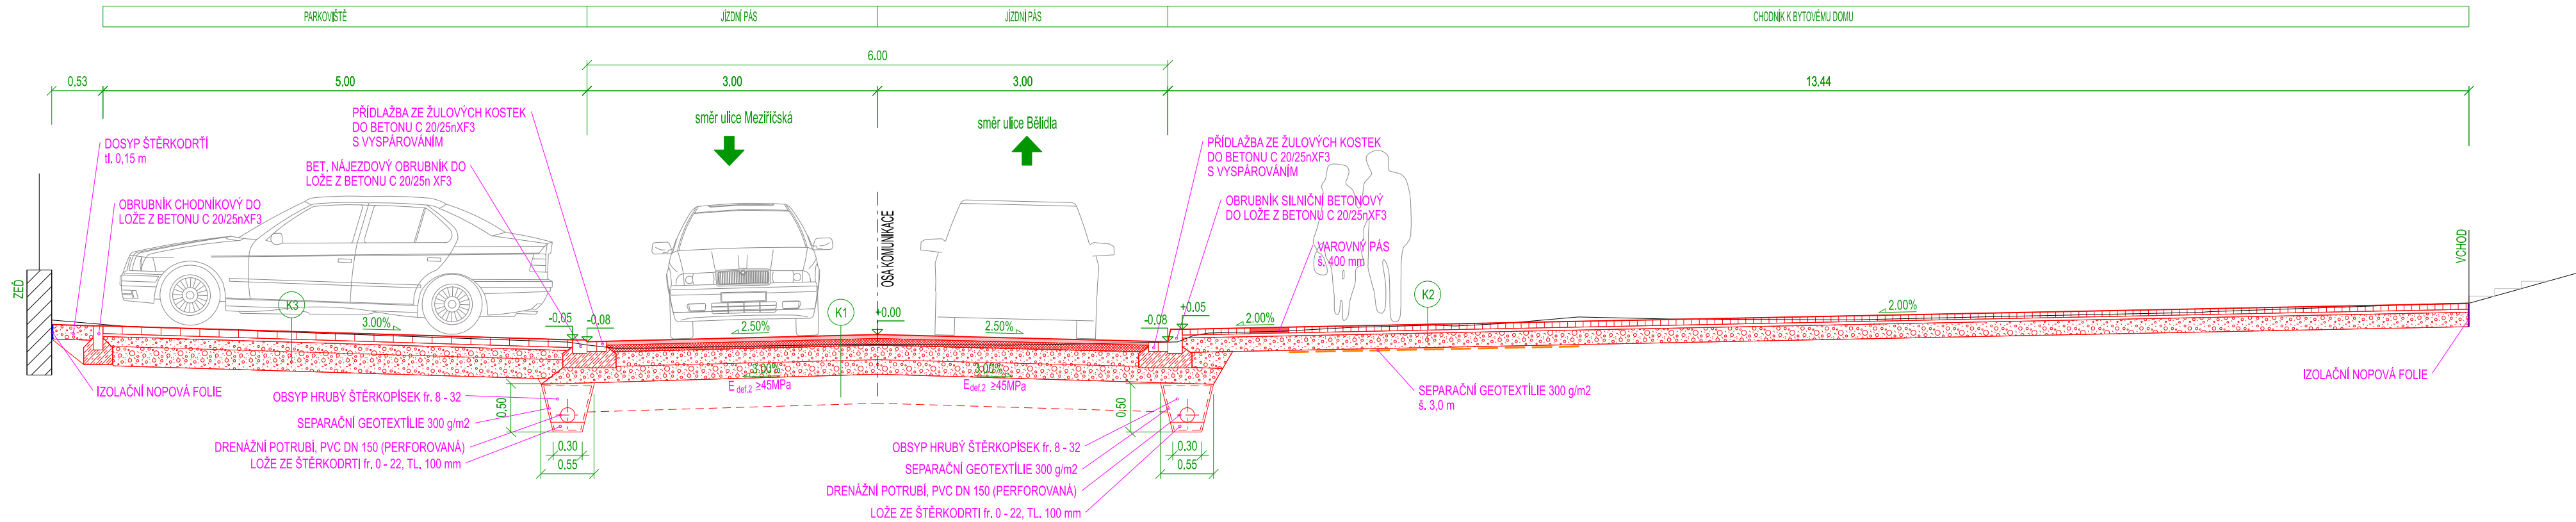 PARKOVIŠTĚ
JÍZDNÍ PÁS
JÍZDNÍ PÁS
CHODNÍK K BYTOVÉMU DOMU
6.00
0,53
5,00
3.00
3.00
13,44
směr ulice Meziříčská
směr ulice Bělidla
PŘÍDLAŽBA ZE ŽULOVÝCH KOSTEK
DO BETONU C 20/25nXF3
S VYSPÁROVÁNÍM
DOSYP ŠTĚRKODRTÍ
tl. 0,15 m
BET. NÁJEZDOVÝ OBRUBNÍK DO
LOŽE Z BETONU C 20/25n XF3
OBRUBNÍK CHODNÍKOVÝ DO
LOŽE Z BETONU C 20/25nXF3
PŘÍDLAŽBA ZE ŽULOVÝCH KOSTEK
DO BETONU C 20/25nXF3
S VYSPÁROVÁNÍM
OBRUBNÍK SILNIČNÍ BETONOVÝ
DO LOŽE Z BETONU C 20/25nXF3
VAROVNÝ PÁS
š. 400 mm
OSA KOMUNIKACE
ZEĎ
VCHOD
K3
K1
K2
3.00%
-0.05
-0.08
2.50%
+0.00
2.50%
-0.08
+0.05
2.00%
2.00%
3.00%
E def.2 ≥45MPa
3.00%
Edef.2 ≥45MPa
IZOLAČNÍ NOPOVÁ FOLIE
OBSYP HRUBÝ ŠTĚRKOPÍSEK fr. 8 - 32
SEPARAČNÍ GEOTEXTÍLIE 300 g/m2
DRENÁŽNÍ POTRUBÍ, PVC DN 150 (PERFOROVANÁ)
LOŽE ZE ŠTĚRKODRTI fr. 0 - 22, TL. 100 mm
0.50
0.30
0.55
OBSYP HRUBÝ ŠTĚRKOPÍSEK fr. 8 - 32
SEPARAČNÍ GEOTEXTÍLIE 300 g/m2
DRENÁŽNÍ POTRUBÍ, PVC DN 150 (PERFOROVANÁ)
LOŽE ZE ŠTĚRKODRTI fr. 0 - 22, TL. 100 mm
0.50
0.30
0.55
SEPARAČNÍ GEOTEXTÍLIE 300 g/m2
š. 3,0 m
IZOLAČNÍ NOPOVÁ FOLIE